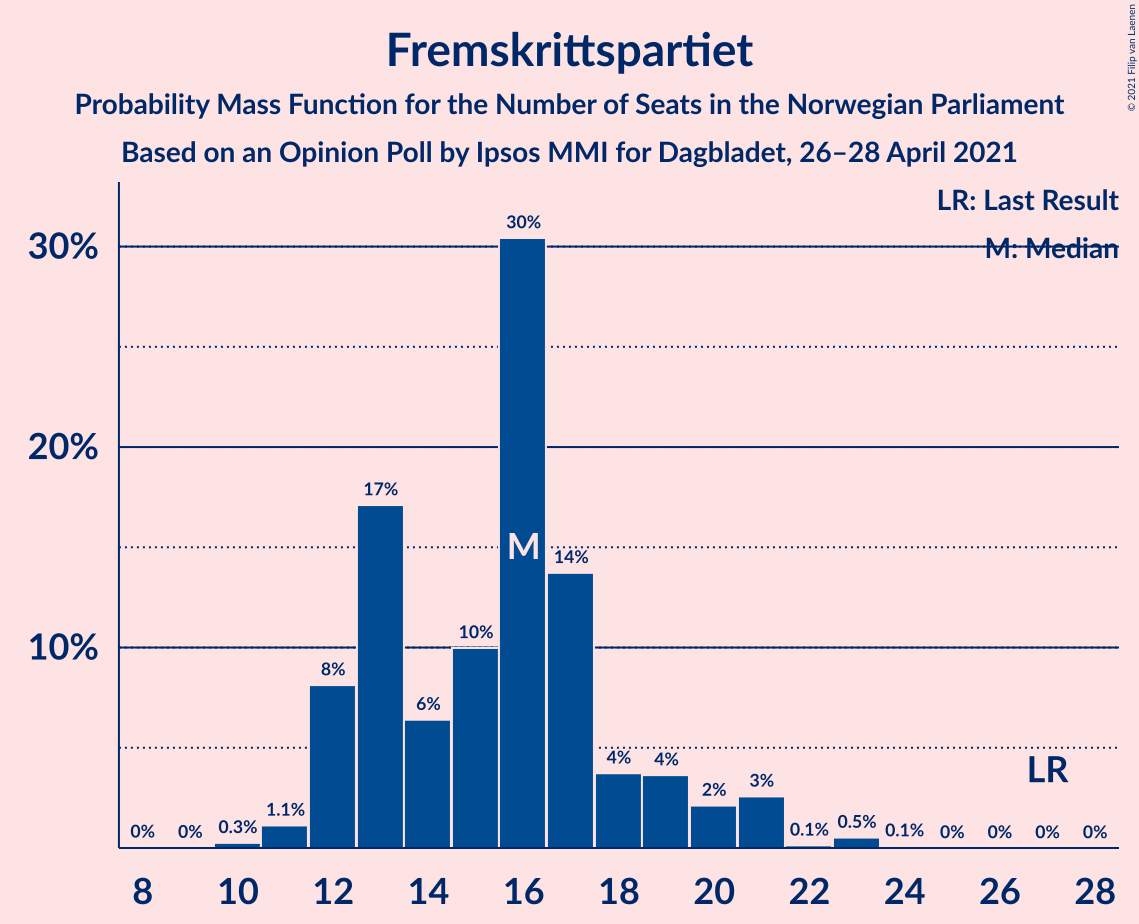 Fremskrittspartiet
Probability Mass Function for the Number of Seats in the Norwegian Parliament
Based on an Opinion Poll by Ipsos MMI for Dagbladet, 26–28 April 2021
© 2021 Filip van Laenen
LR: Last Result
M: Median
30%
20%
10%
0% 0% 0.3% 1.1% 8% 17% 6% 10% 30% 14% 4% 4% 2% 3% 0.1% 0.5% 0.1% 0% 0% 0% 0%
M
LR
8 10 12 14 16 18 20 22 24 26 28